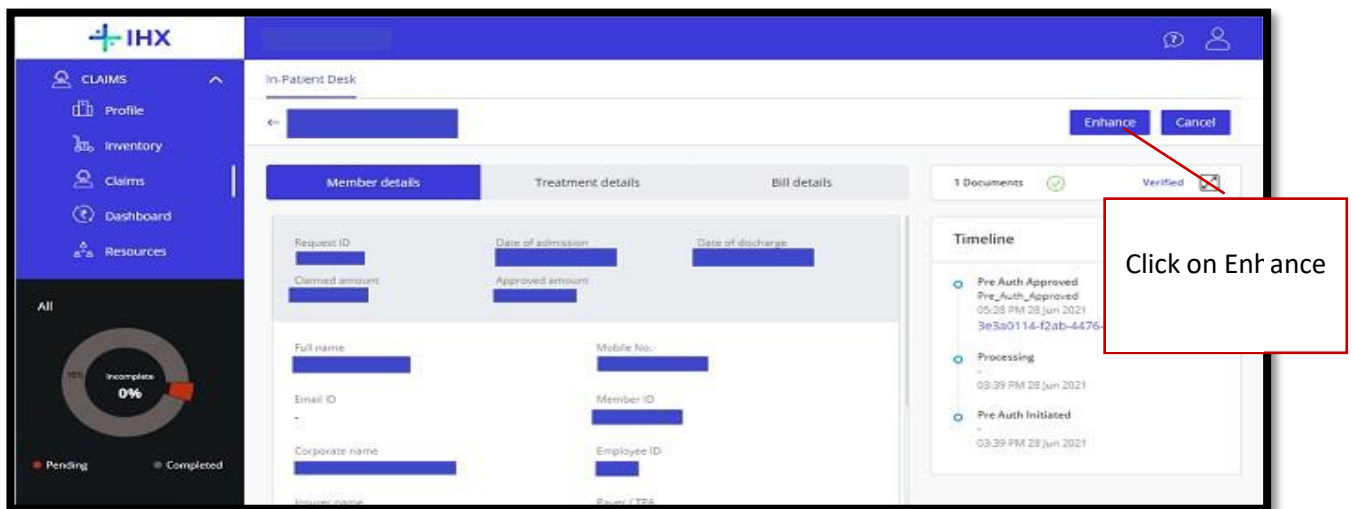 IHX
CLAIMS
Profile
Inventory
Claims
Dashboard
Resources
All
Incomplete
0%
Pending
Completed
In-Patient Desk
Enhance
Cancel
Member details
Treatment details
Bill details
Request ID
Date of admission
Date of discharge
Claimed amount
Approved amount
Full name
Mobile No.
Email ID
Member ID
-
Corporate name
Employee ID
Insurer name
Payer / TPA
1 Documents
Verified
Timeline
Pre Auth Approved
Pre_Auth_Approved
05:28 PM 28 Jun 2021
3e3a0114-f2ab-4476-
Processing
-
03:39 PM 28 Jun 2021
Pre Auth Initiated
-
03:39 PM 28 Jun 2021
Click on Enhance